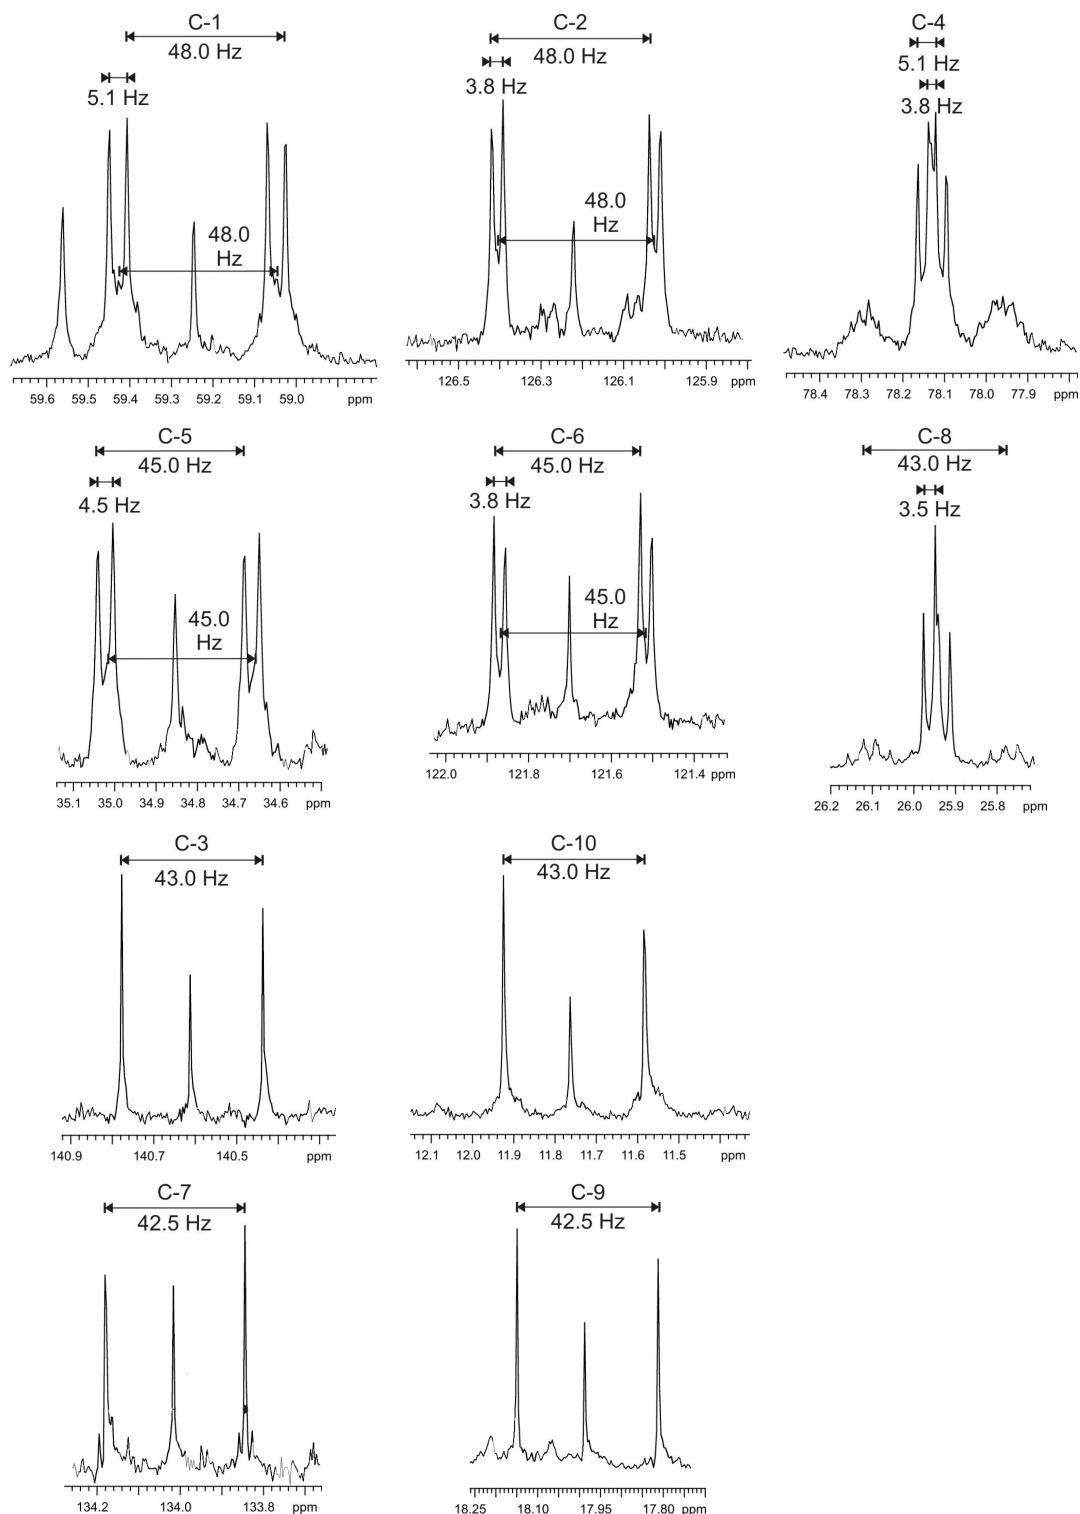 C-1
48.0 Hz
5.1 Hz
48.0
Hz
59.6 59.5 59.4 59.3 59.2 59.1 59.0 ppm
C-2
48.0 Hz
3.8 Hz
48.0
Hz
126.5 126.3 126.1 125.9 ppm
C-4
5.1 Hz
3.8 Hz
78.4 78.3 78.2 78.1 78.0 77.9 ppm
C-5
45.0 Hz
4.5 Hz
45.0
Hz
35.1 35.0 34.9 34.8 34.7 34.6 ppm
C-6
45.0 Hz
3.8 Hz
45.0
Hz
122.0 121.8 121.6 121.4 ppm
C-8
43.0 Hz
3.5 Hz
26.2 26.1 26.0 25.9 25.8 ppm
C-3
43.0 Hz
140.9 140.7 140.5 ppm
C-10
43.0 Hz
12.1 12.0 11.9 11.8 11.7 11.6 11.5 ppm
C-7
42.5 Hz
134.2 134.0 133.8 ppm
C-9
42.5 Hz
18.25 18.10 17.95 17.80 ppm